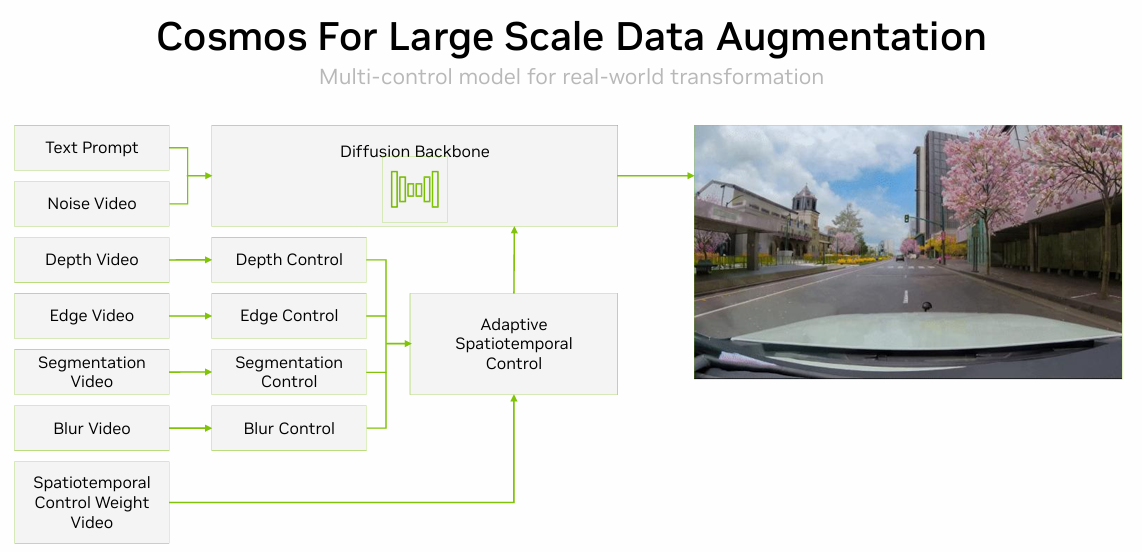 Cosmos For Large Scale Data Augmentation
Multi-control model for real-world transformation
Text Prompt
Noise Video
Diffusion Backbone
Depth Video
Depth Control
Edge Video
Edge Control
Segmentation
Video
Segmentation
Control
Blur Video
Blur Control
Adaptive
Spatiotemporal
Control
Spatiotemporal
Control Weight
Video